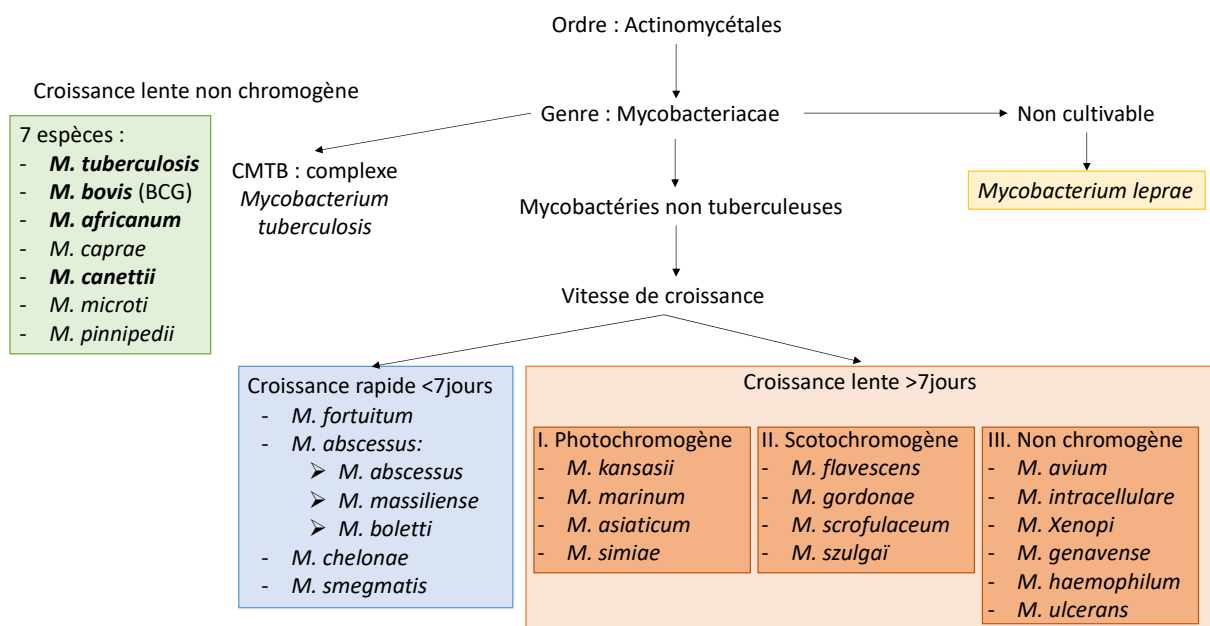 Ordre : Actinomycétales
Croissance lente non chromogène
Genre : Mycobacteriacae
Non cultivable
7 espèces :
- M. tuberculosis
- M. bovis (BCG)
- M. africanum
- M. caprae
- M. canettii
- M. microti
- M. pinnipedii
CMTB : complexe
Mycobacterium
tuberculosis
Mycobactéries non tuberculeuses
Mycobacterium leprae
Vitesse de croissance
Croissance rapide <7jours
- M. fortuitum
- M. abscessus:
➢ M. abscessus
➢ M. massiliense
➢ M. boletti
- M. chelonae
- M. smegmatis
Croissance lente >7jours
I. Photochromogène
- M. kansasii
- M. marinum
- M. asiaticum
- M. simiae
II. Scotochromogène
- M. flavescens
- M. gordonae
- M. scrofulaceum
- M. szulgaï
III. Non chromogène
- M. avium
- M. intracellulare
- M. Xenopi
- M. genavense
- M. haemophilum
- M. ulcerans